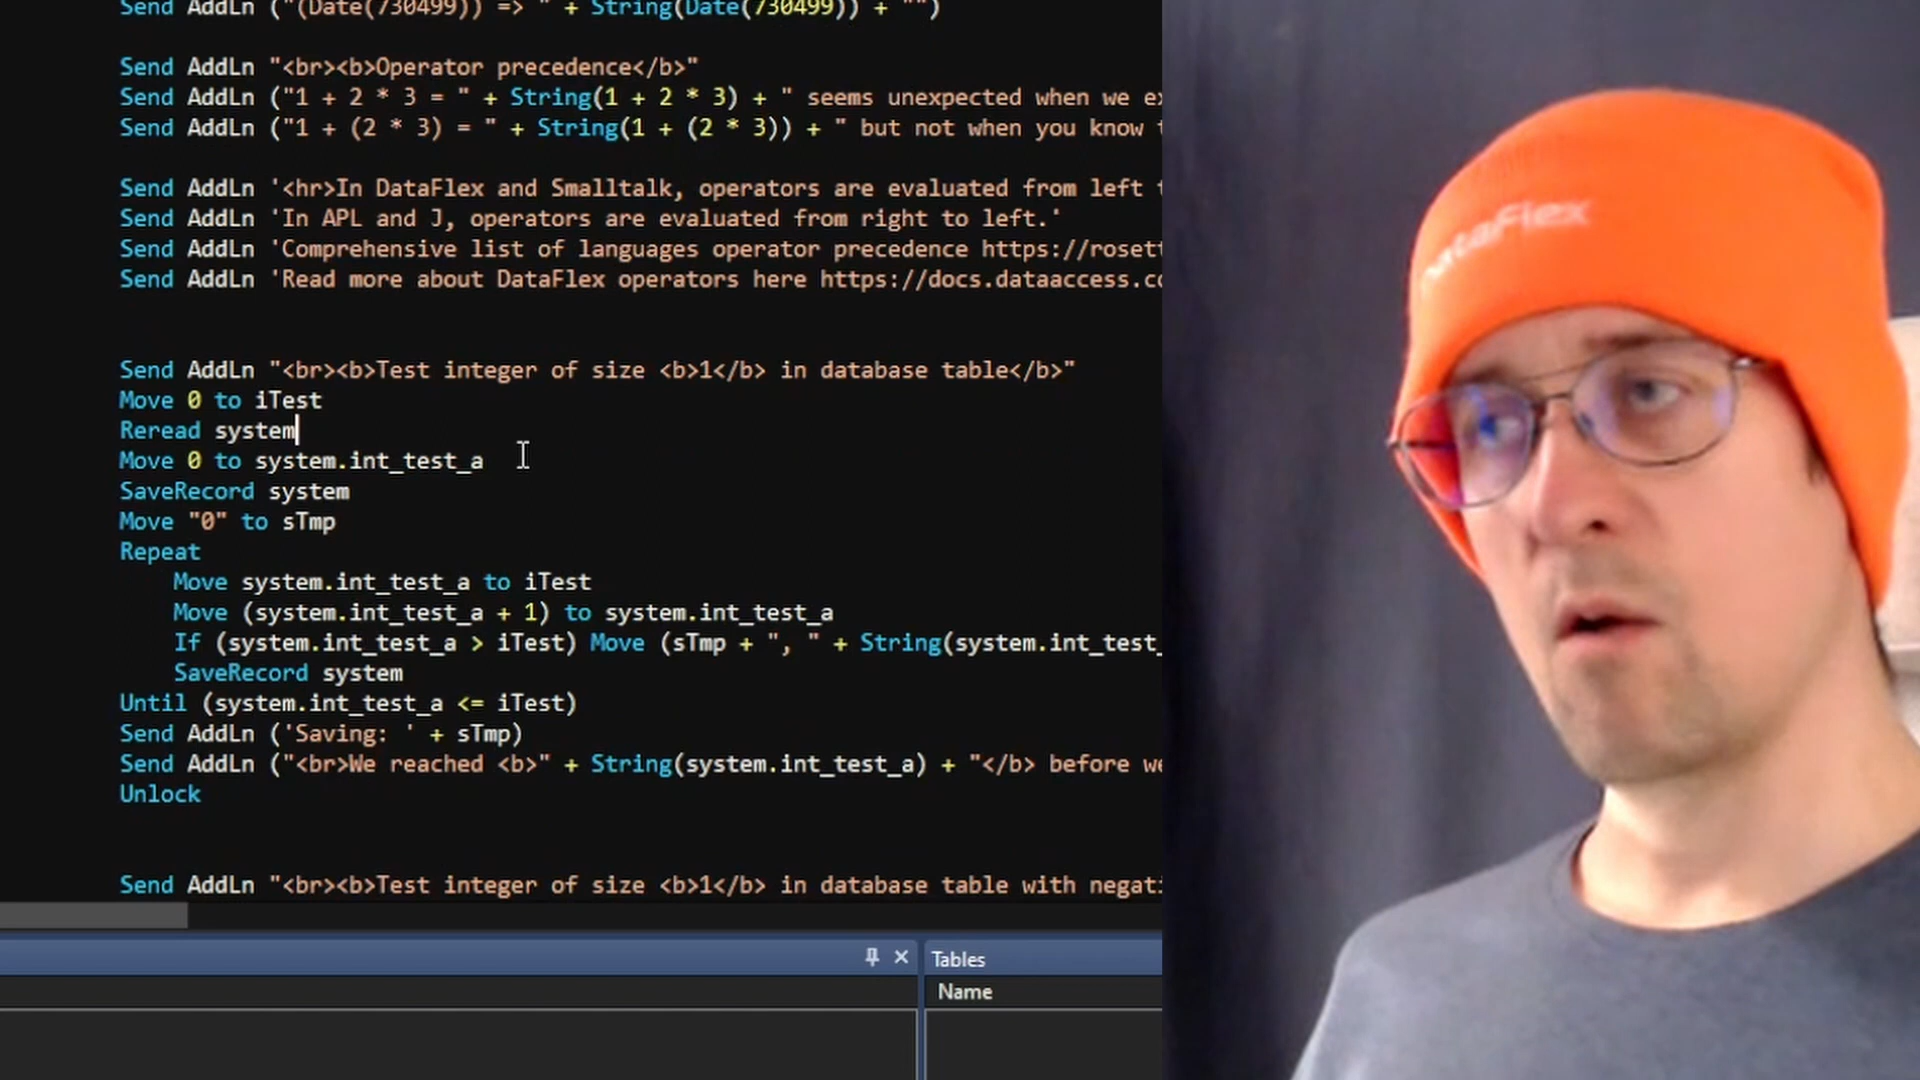 Send AddLn ("(Date(730499)) => " + String(Date(730499)) + "")
Send AddLn "<br><b>Operator precedence</b>"
Send AddLn ("1 + 2 * 3 = " + String(1 + 2 * 3) + " seems unexpected when we
Send AddLn ("1 + (2 * 3) = " + String(1 + (2 * 3)) + " but not when you know
Send AddLn '<hr>In DataFlex and Smalltalk, operators are evaluated from left
Send AddLn 'In APL and J, operators are evaluated from right to left.'
Send AddLn 'Comprehensive list of languages operator precedence https://rosett
Send AddLn 'Read more about DataFlex operators here https://docs.dataaccess.co
Send AddLn "<br><b>Test integer of size <b>1</b> in database table</b>"
Move 0 to iTest
Reread system
Move 0 to system.int_test_a
SaveRecord system
Move "0" to sTmp
Repeat
Move system.int_test_a to iTest
Move (system.int_test_a + 1) to system.int_test_a
If (system.int_test_a > iTest) Move (sTmp + ", " + String(system.int_test_
SaveRecord system
Until (system.int_test_a <= iTest)
Send AddLn ('Saving: ' + sTmp)
Send AddLn ("<br>We reached <b>" + String(system.int_test_a) + "</b> before we
Unlock
Send AddLn "<br><b>Test integer of size <b>1</b> in database table with negati
Tables
Name
DataFlex